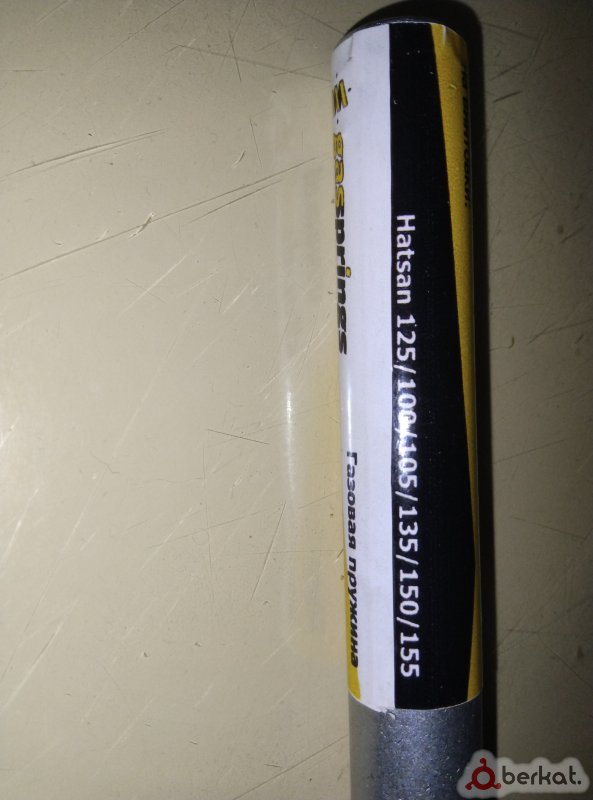 gasprings
Газовая пружина
Hatsan 125/100/105/135/150/155
berkat.